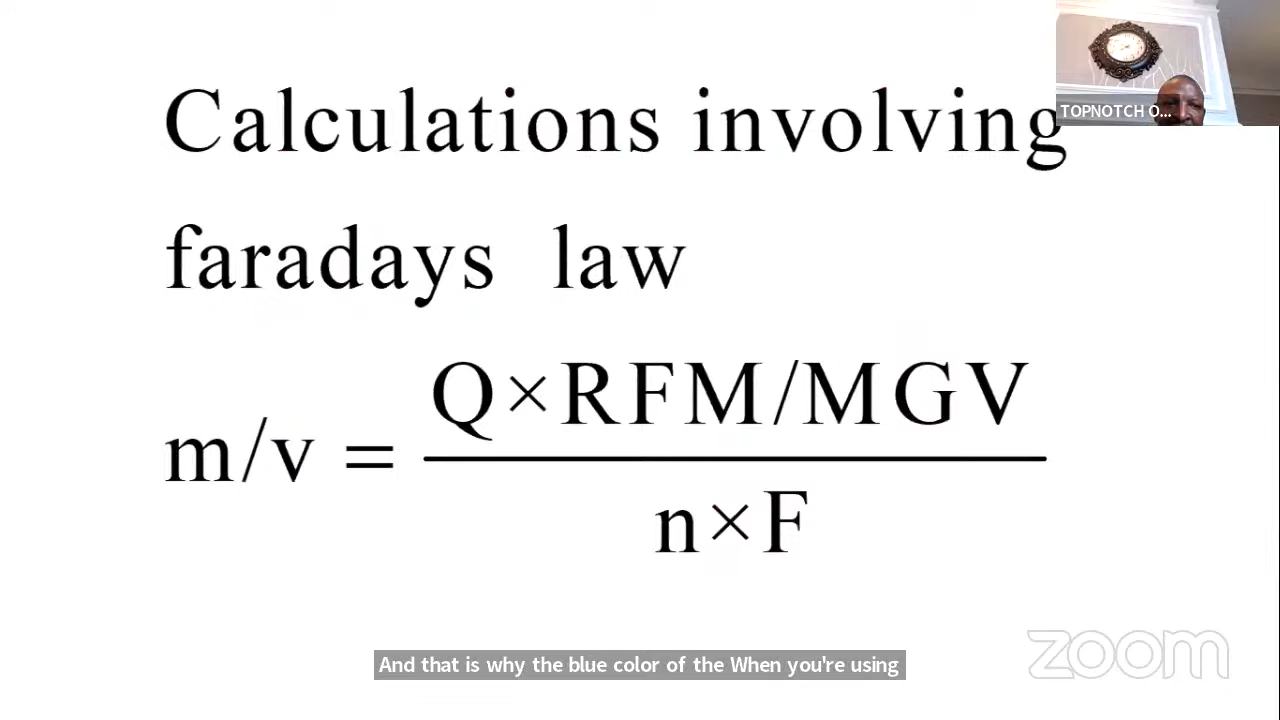 TOPNOTCH O...
Calculations involving
faradays law
m/v = Q×RFM/MGV
n×F
And that is why the blue color of the When you're using
zoom